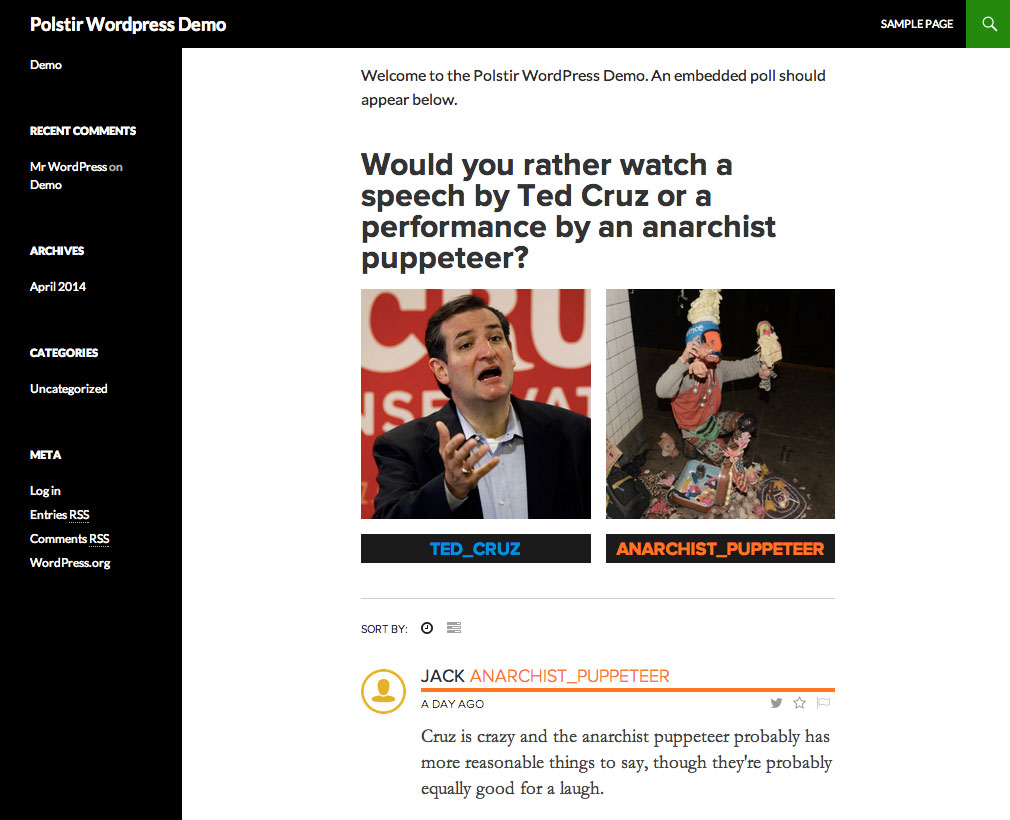 Polstir Wordpress Demo
SAMPLE PAGE
Demo
RECENT COMMENTS
Mr WordPress on
Demo
ARCHIVES
April 2014
CATEGORIES
Uncategorized
META
Log in
Entries RSS
Comments RSS
WordPress.org
Welcome to the Polstir WordPress Demo. An embedded poll should
appear below.
Would you rather watch a
speech by Ted Cruz or a
performance by an anarchist
puppeteer?
CRU
NSERVAT
TED_CRUZ
ANARCHIST_PUPPETEER
SORT BY:
JACK ANARCHIST_PUPPETEER
A DAY AGO
Cruz is crazy and the anarchist puppeteer probably has
more reasonable things to say, though they're probably
equally good for a laugh.